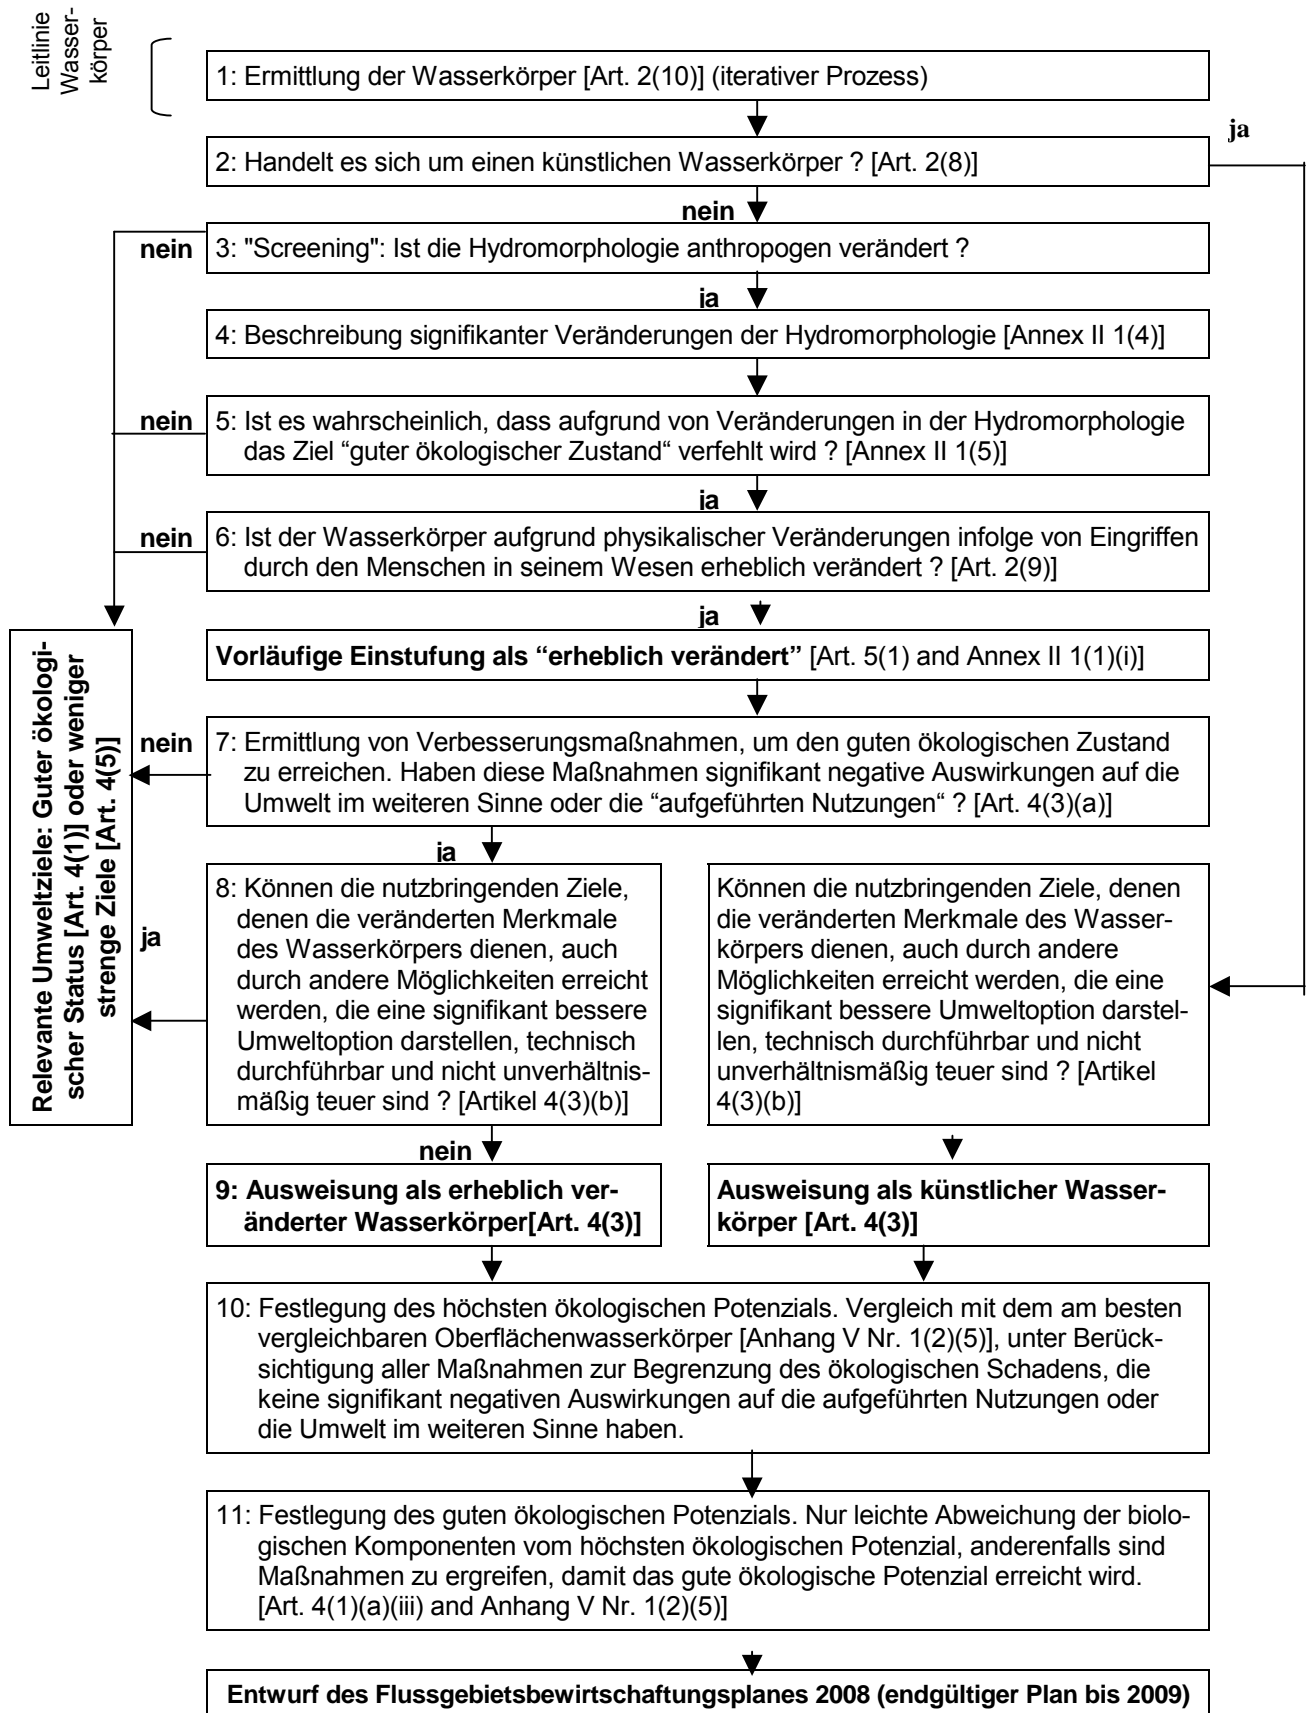 Leitlinie
Wasser-
körper
1: Ermittlung der Wasserkörper [Art. 2(10)] (iterativer Prozess)
ja
2: Handelt es sich um einen künstlichen Wasserkörper ? [Art. 2(8)]
nein
nein
3: "Screening": Ist die Hydromorphologie anthropogen verändert ?
ja
4: Beschreibung signifikanter Veränderungen der Hydromorphologie [Annex II 1(4)]
nein
5: Ist es wahrscheinlich, dass aufgrund von Veränderungen in der Hydromorphologie
das Ziel “guter ökologischer Zustand“ verfehlt wird ? [Annex II 1(5)]
ja
nein
6: Ist der Wasserkörper aufgrund physikalischer Veränderungen infolge von Eingriffen
durch den Menschen in seinem Wesen erheblich verändert ? [Art. 2(9)]
ja
Vorläufige Einstufung als “erheblich verändert” [Art. 5(1) and Annex II 1(1)(i)]
Relevante Umweltziele: Guter ökologi-
scher Status [Art. 4(1)] oder weniger
strenge Ziele [Art. 4(5)]
nein
7: Ermittlung von Verbesserungsmaßnahmen, um den guten ökologischen Zustand
zu erreichen. Haben diese Maßnahmen signifikant negative Auswirkungen auf die
Umwelt im weiteren Sinne oder die “aufgeführten Nutzungen“ ? [Art. 4(3)(a)]
ja
ja
8: Können die nutzbringenden Ziele,
denen die veränderten Merkmale
des Wasserkörpers dienen, auch
durch andere Möglichkeiten erreicht
werden, die eine signifikant bessere
Umweltoption darstellen, technisch
durchführbar und nicht unverhältnis-
mäßig teuer sind ? [Artikel 4(3)(b)]
Können die nutzbringenden Ziele, denen
die veränderten Merkmale des Wasser-
körpers dienen, auch durch andere
Möglichkeiten erreicht werden, die eine
signifikant bessere Umweltoption darstel-
len, technisch durchführbar und nicht
unverhältnismäßig teuer sind ? [Artikel
4(3)(b)]
nein
9: Ausweisung als erheblich ver-
änderter Wasserkörper[Art. 4(3)]
Ausweisung als künstlicher Wasser-
körper [Art. 4(3)]
10: Festlegung des höchsten ökologischen Potenzials. Vergleich mit dem am besten
vergleichbaren Oberflächenwasserkörper [Anhang V Nr. 1(2)(5)], unter Berück-
sichtigung aller Maßnahmen zur Begrenzung des ökologischen Schadens, die
keine signifikant negativen Auswirkungen auf die aufgeführten Nutzungen oder
die Umwelt im weiteren Sinne haben.
11: Festlegung des guten ökologischen Potenzials. Nur leichte Abweichung der biolo-
gischen Komponenten vom höchsten ökologischen Potenzial, anderenfalls sind
Maßnahmen zu ergreifen, damit das gute ökologische Potenzial erreicht wird.
[Art. 4(1)(a)(iii) and Anhang V Nr. 1(2)(5)]
Entwurf des Flussgebietsbewirtschaftungsplanes 2008 (endgültiger Plan bis 2009)